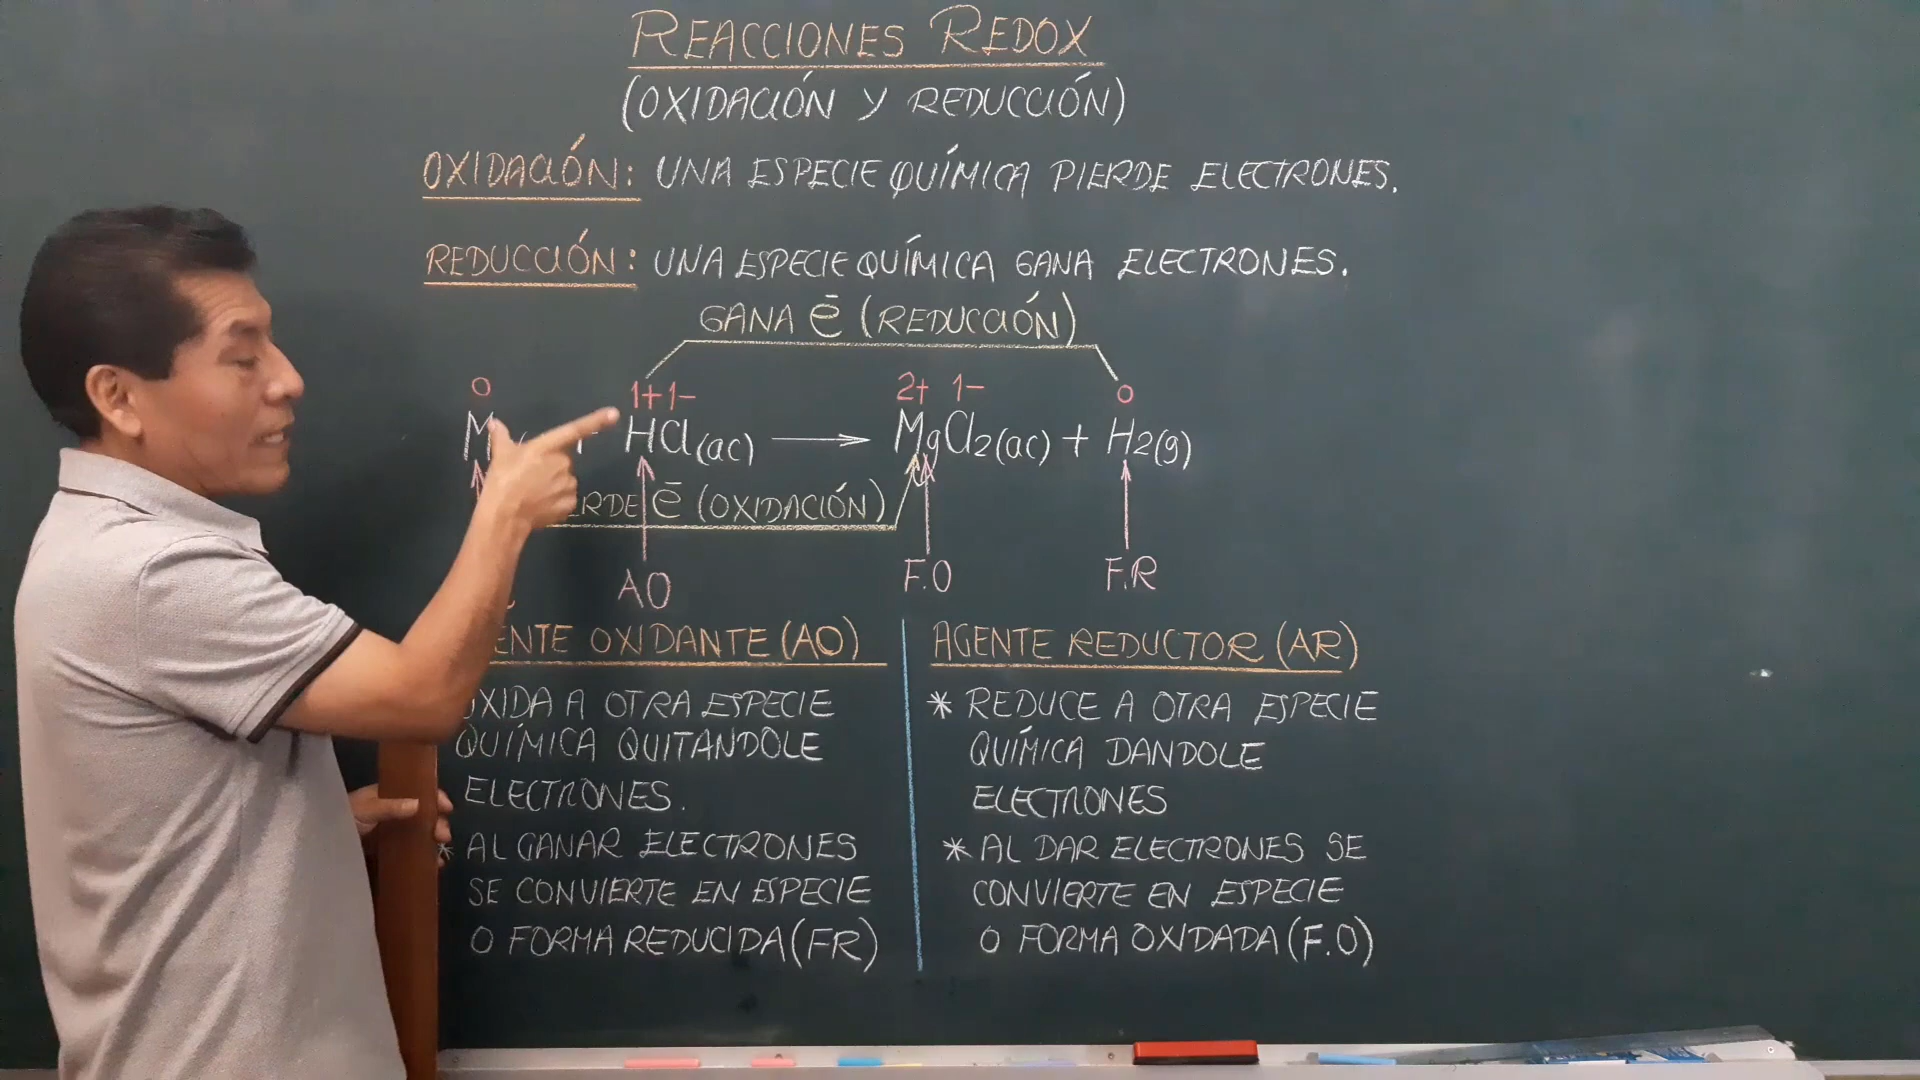 REACCIONES REDOX
(OXIDACIÓN Y REDUCCIÓN)
OXIDACIÓN: UNA ESPECIE QUÍMICA PIERDE ELECTRONES.
REDUCCIÓN: UNA ESPECIE QUÍMICA GANA ELECTRONES.
GANA ē (REDUCCIÓN)
0 1+ 1- 2+ 1- 0
M + HCl(ac) → MgCl2(ac) + H2(g)
ē (OXIDACIÓN)
AO F.O F.R
OXIDANTE (AO)
OXIDA A OTRA ESPECIE
QUÍMICA QUITANDOLE
ELECTRONES.
* AL GANAR ELECTRONES
SE CONVIERTE EN ESPECIE
O FORMA REDUCIDA (FR)
AGENTE REDUCTOR (AR)
* REDUCE A OTRA ESPECIE
QUÍMICA DANDOLE
ELECTRONES
* AL DAR ELECTRONES SE
CONVIERTE EN ESPECIE
O FORMA OXIDADA (F.O)